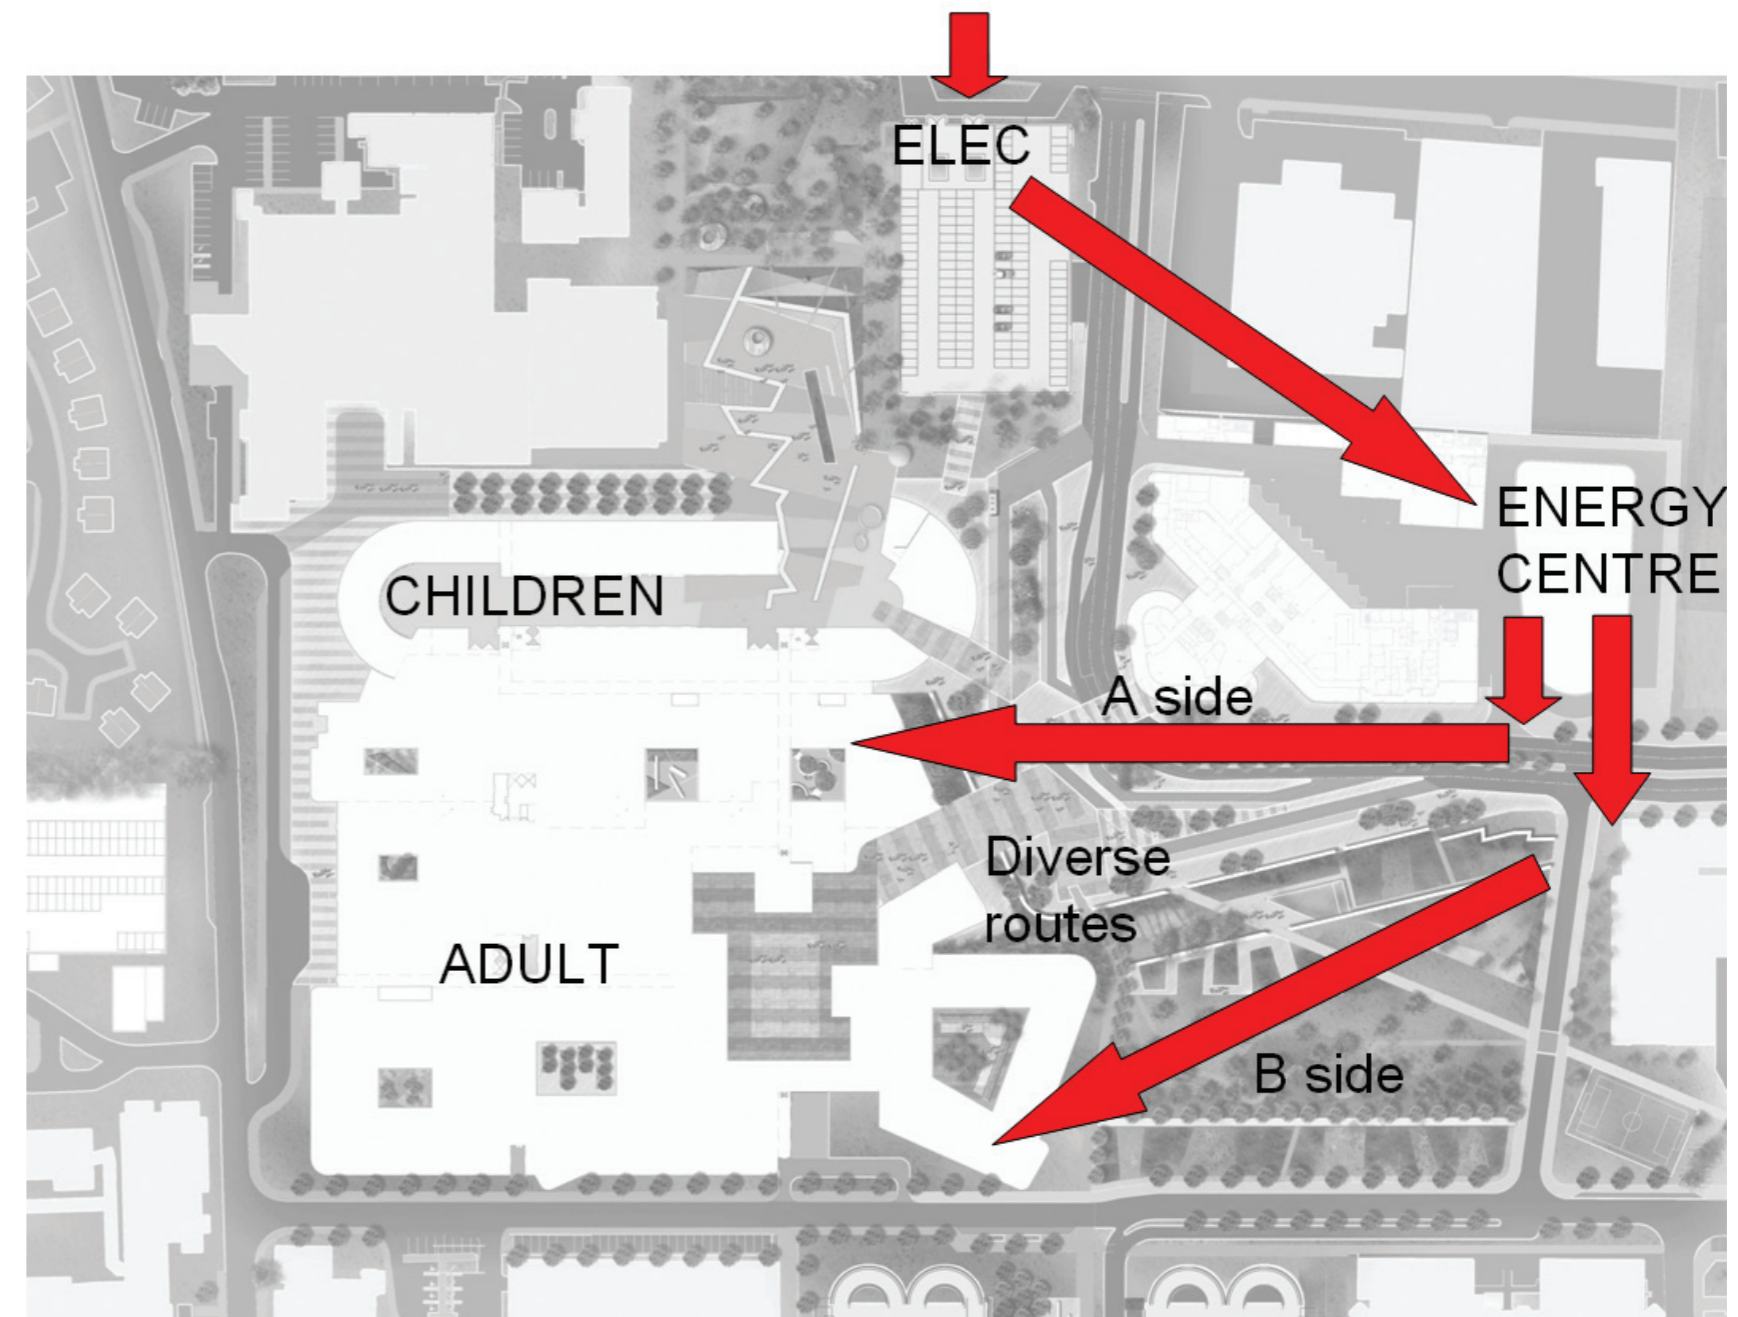 ELEC
ENERGY
CENTRE
CHILDREN
A side
Diverse
routes
ADULT
B side